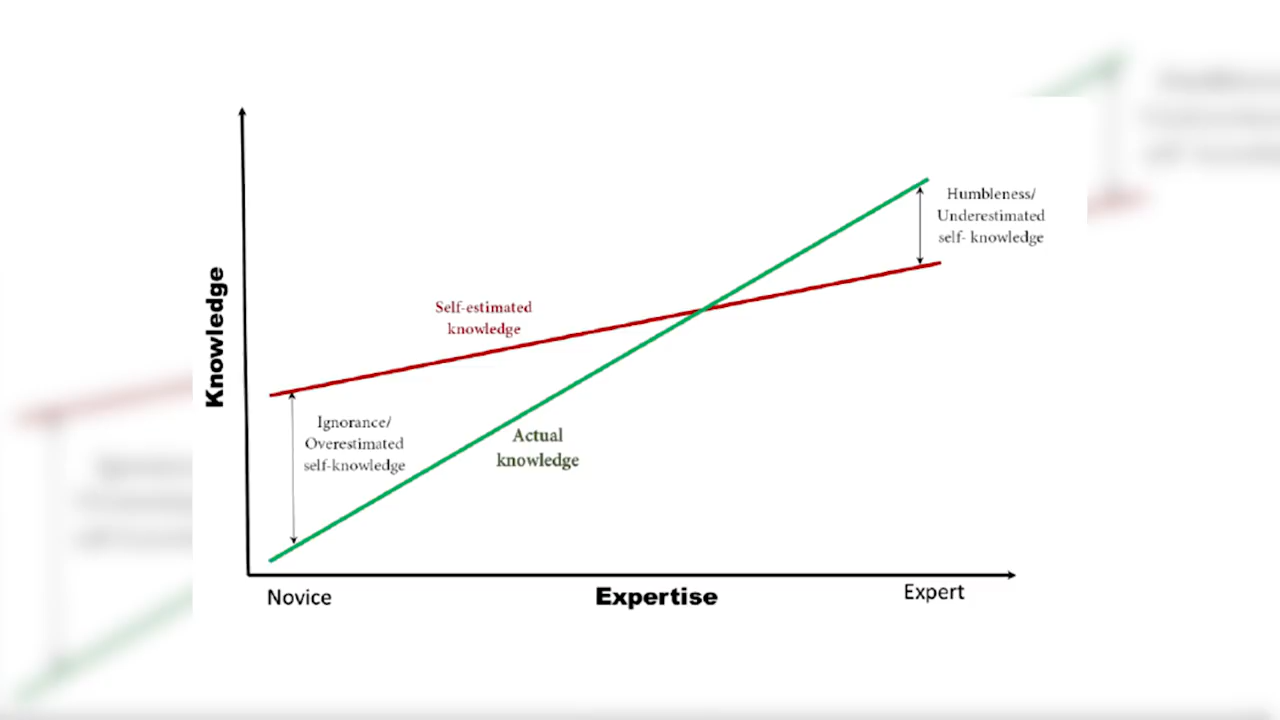 Humbleness/
Underestimated
self- knowledge
Self-estimated
knowledge
Knowledge
Ignorance/
Overestimated
self-knowledge
Actual
knowledge
Novice
Expertise
Expert